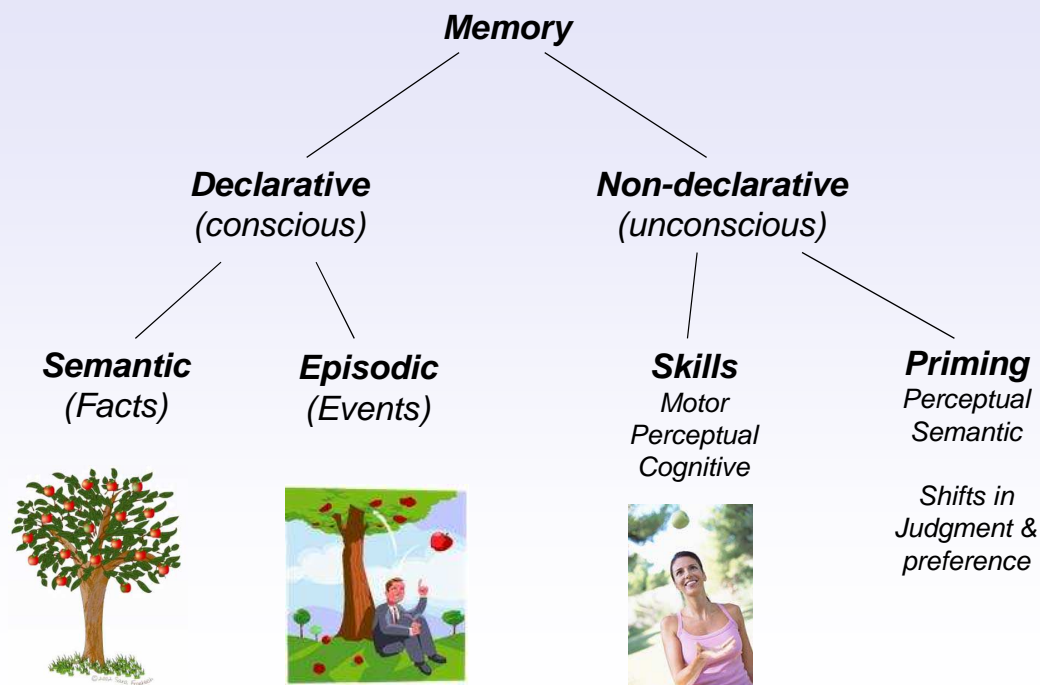 Memory
Declarative
(conscious)
Non-declarative
(unconscious)
Semantic
(Facts)
Episodic
(Events)
Skills
Motor
Perceptual
Cognitive
Priming
Perceptual
Semantic
Shifts in
Judgment &
preference